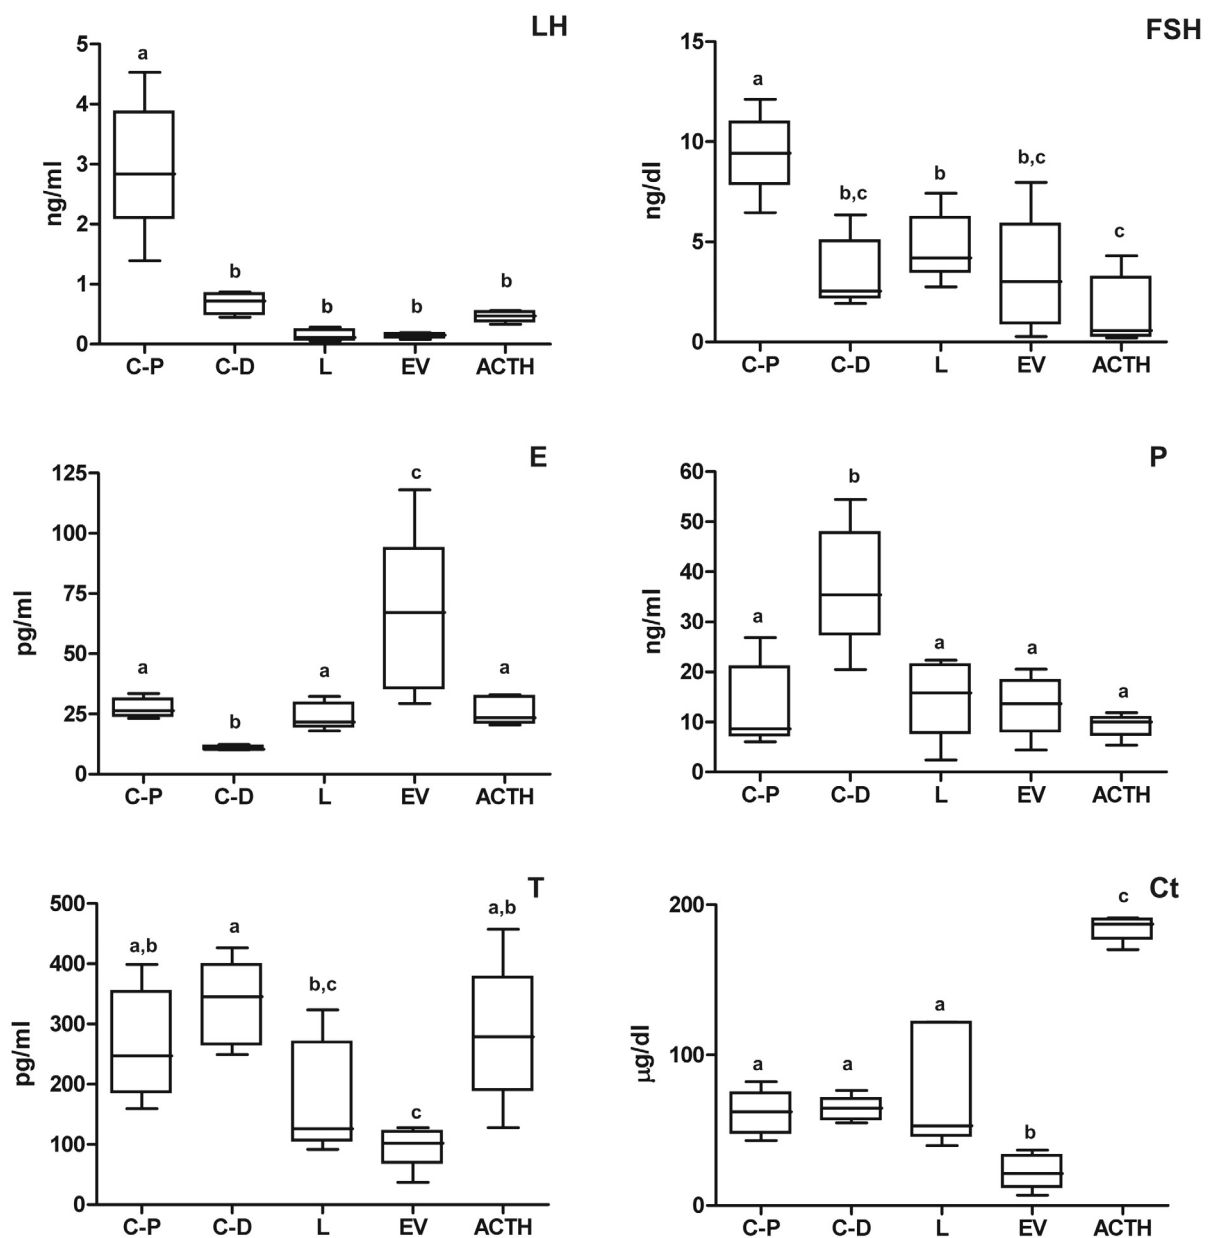 LH
ng/ml
5
4
3
2
1
0
a
b
b
b
b
C-P C-D L EV ACTH
FSH
ng/dl
15
10
5
0
a
b,c
b
b,c
c
C-P C-D L EV ACTH
E
pg/ml
125
100
75
50
25
0
a
b
a
c
a
C-P C-D L EV ACTH
P
ng/ml
60
50
40
30
20
10
0
a
b
a
a
a
C-P C-D L EV ACTH
T
pg/ml
500
400
300
200
100
0
a,b
a
b,c
c
a,b
C-P C-D L EV ACTH
Ct
µg/dl
200
100
0
a
a
a
b
c
C-P C-D L EV ACTH